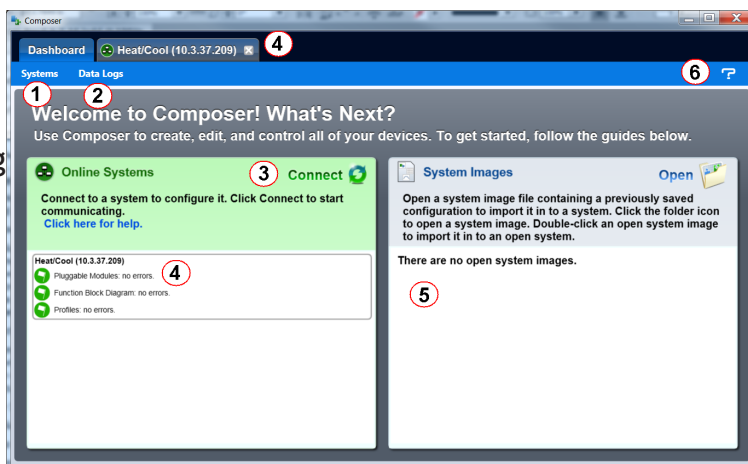 Composer
Dashboard
Heat/Cool (10.3.37.209)
4
Systems
Data Logs
6
?
1
2
Welcome to Composer! What's Next?
Use Composer to create, edit, and control all of your devices. To get started, follow the guides below.
g
Online Systems
3
Connect
Connect to a system to configure it. Click Connect to start
communicating.
Click here for help.
Heat/Cool (10.3.37.209)
Pluggable Modules: no errors.
4
Function Block Diagram: no errors.
Profiles: no errors.
System Images
Open
Open a system image file containing a previously saved
configuration to import it in to a system. Click the folder icon
to open a system image. Double-click an open system image
to import it in to an open system.
There are no open system images.
5